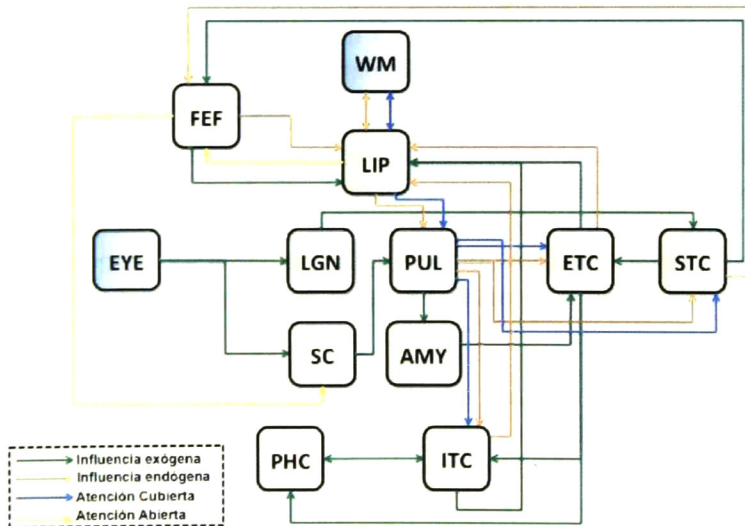 WM
FEF
LIP
EYE
LGN
PUL
ETC
STC
SC
AMY
PHC
ITC
Influencia exógena
Influencia endógena
Atención Cubierta
Atención Abierta